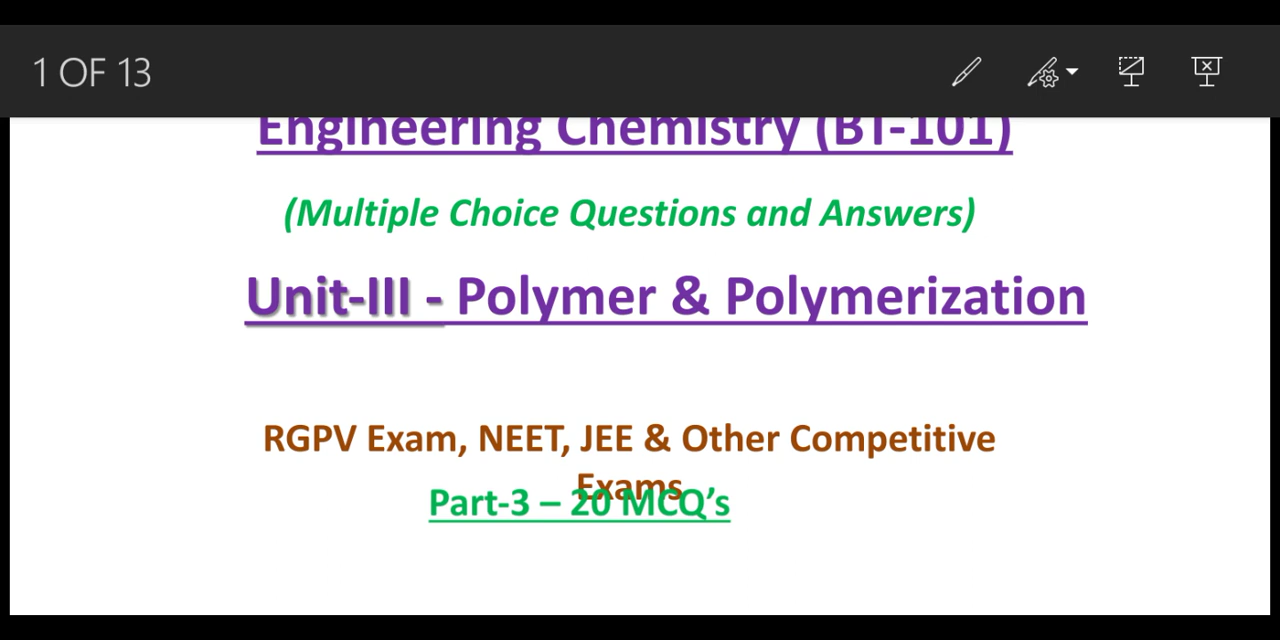 1 OF 13
Engineering Chemistry (BT-101)
(Multiple Choice Questions and Answers)
Unit-III - Polymer & Polymerization
RGPV Exam, NEET, JEE & Other Competitive
Exams
Part-3 – 20 MCQ’s